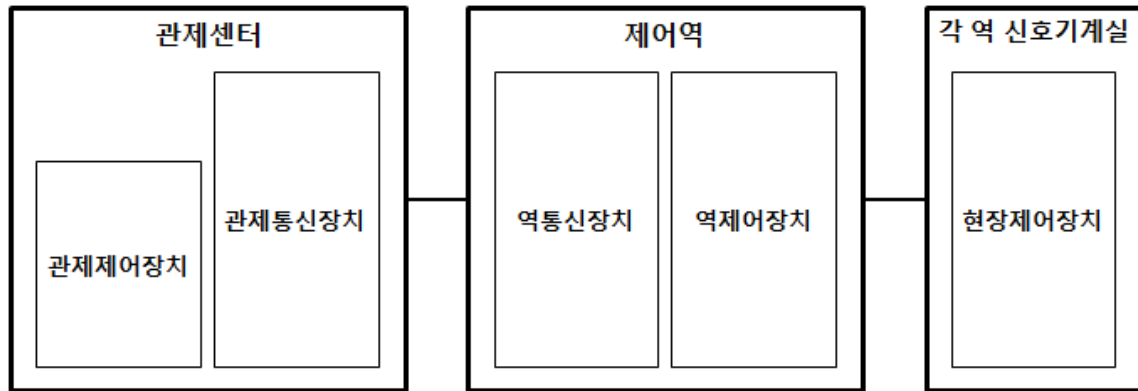 관제센터
관제제어장치
관제통신장치
제어역
역통신장치
역제어장치
각 역 신호기계실
현장제어장치